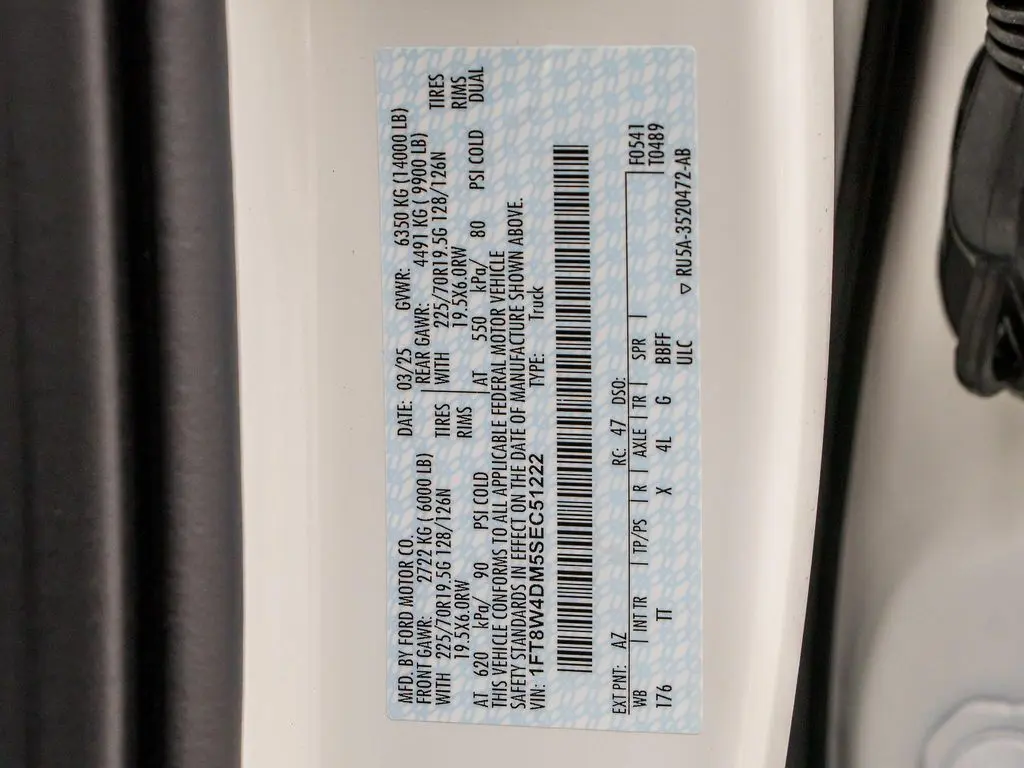 MFD. BY FORD MOTOR CO.
DATE: 03/25 GVWR: 6350 KG (14000 LB)
FRONT GAWR: 2722 KG ( 6000 LB)
REAR GAWR: 4491 KG ( 9900 LB)
WITH 225/70R19.5G 128/126N TIRES
WITH 225/70R19.5G 128/126N TIRES
19.5X6.0RW RIMS
19.5X6.0RW RIMS
AT 620 kPa/ 90 PSI COLD
AT 550 kPa/ 80 PSI COLD DUAL
THIS VEHICLE CONFORMS TO ALL APPLICABLE FEDERAL MOTOR VEHICLE
SAFETY STANDARDS IN EFFECT ON THE DATE OF MANUFACTURE SHOWN ABOVE.
VIN: 1FT8W4DM5SEC51222 TYPE: Truck
EXT PNT: AZ RC: 47 DSO: F0541
WB INT TR TP/PS R AXLE TR SPR T0489
176 TT X 4L G BBFF
ULC ▽ RU5A-3520472-AB